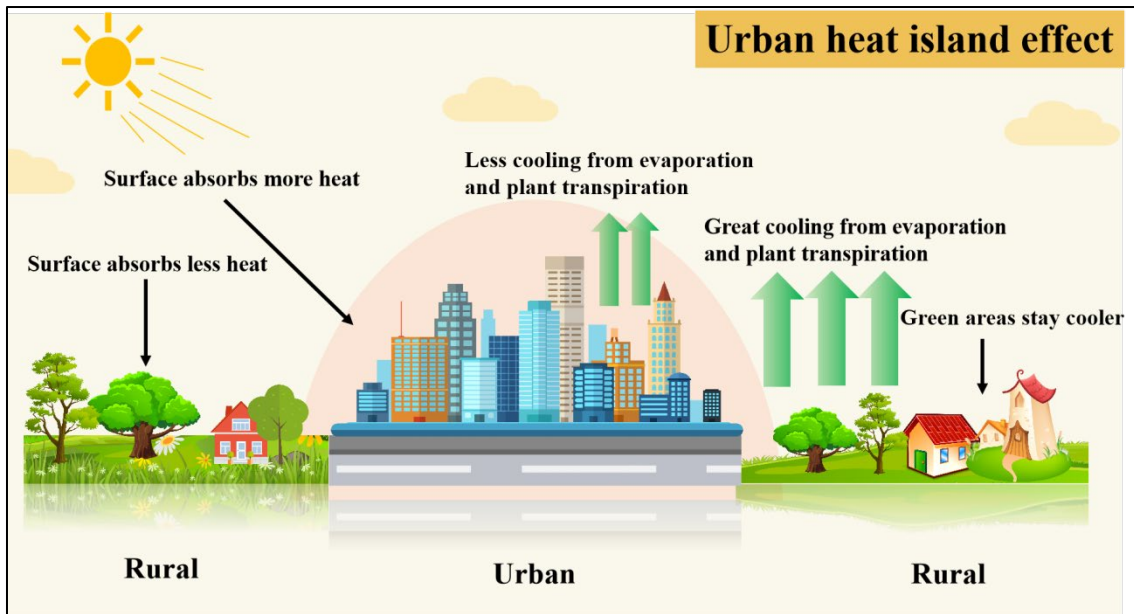 Urban heat island effect
Surface absorbs more heat
Less cooling from evaporation
and plant transpiration
Surface absorbs less heat
Great cooling from evaporation
and plant transpiration
Green areas stay cooler
Rural
Urban
Rural